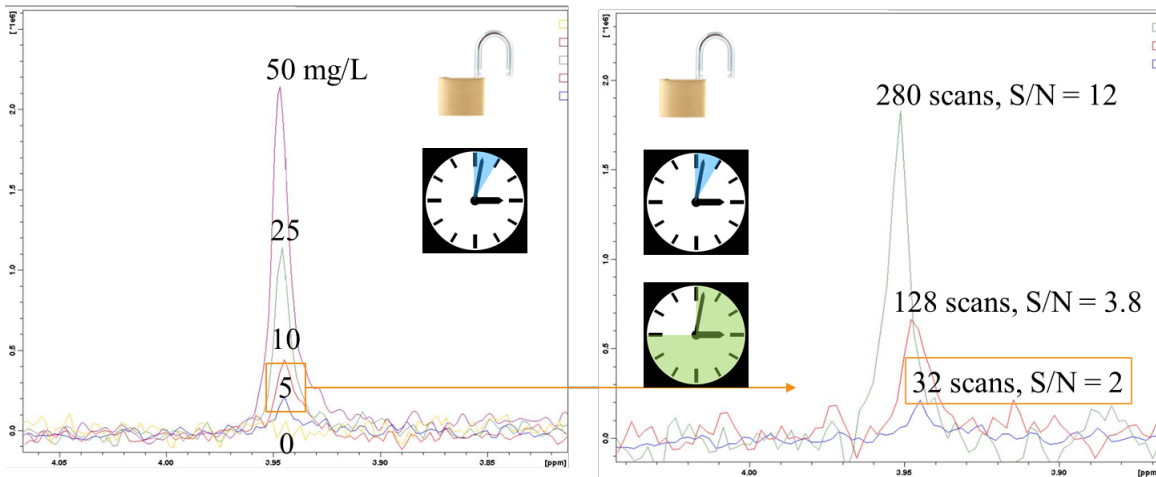 [*1e6]
50 mg/L
25
10
5
0
2.0
1.5
1.0
0.5
0.0
4.05
4.00
3.95
3.90
3.85
[ppm]
[*1e6]
280 scans, S/N = 12
128 scans, S/N = 3.8
32 scans, S/N = 2
2.0
1.5
1.0
0.5
0.0
4.00
3.95
3.90
[ppm]